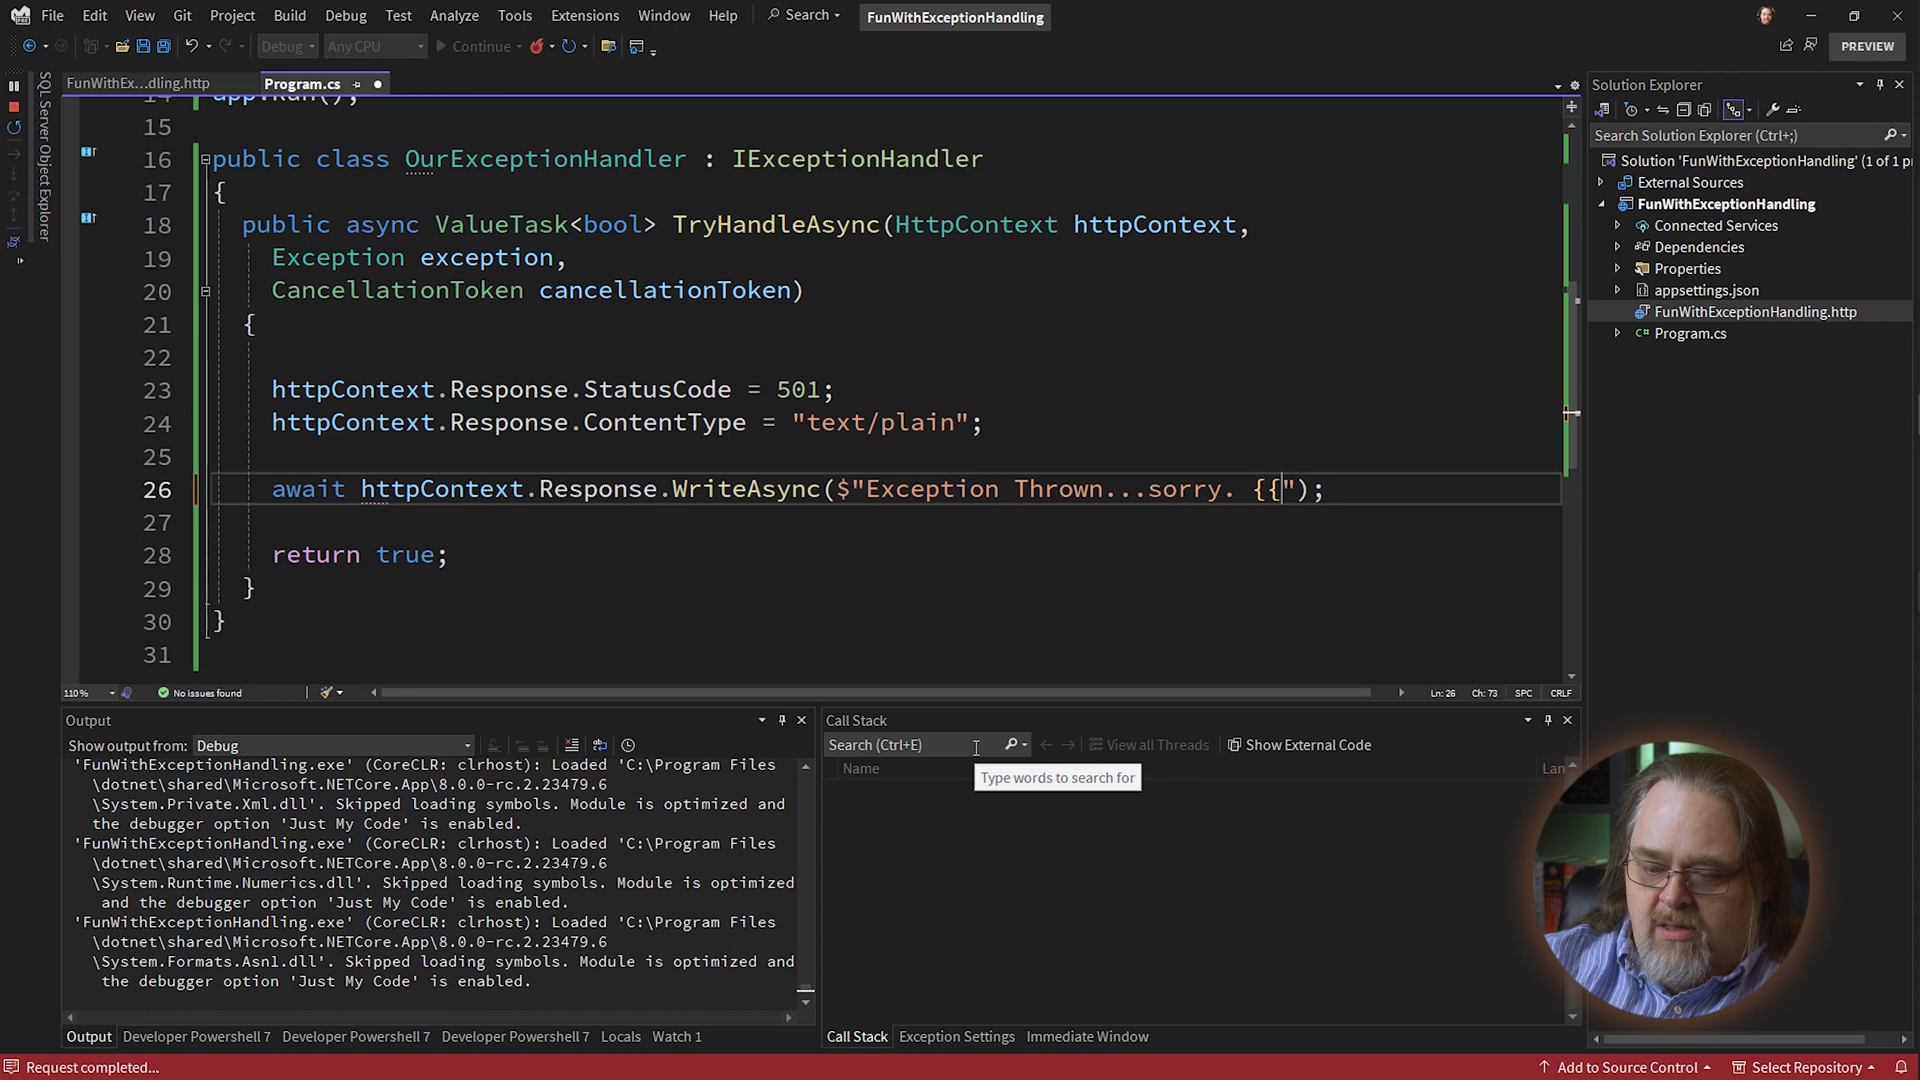 File Edit View Git Project Build Debug Test Analyze Tools Extensions Window Help Search FunWithExceptionHandling
Debug Any CPU Continue PREVIEW
FunWithEx...dling.http Program.cs
SQL Server Object Explorer
15
16 public class OurExceptionHandler : IExceptionHandler
17 {
18 public async ValueTask<bool> TryHandleAsync(HttpContext httpContext,
19 Exception exception,
20 CancellationToken cancellationToken)
21 {
22
23 httpContext.Response.StatusCode = 501;
24 httpContext.Response.ContentType = "text/plain";
25
26 await httpContext.Response.WriteAsync($"Exception Thrown...sorry. {{");
27
28 return true;
29 }
30 }
31
110% No issues found Ln: 26 Ch: 73 SPC CRLF
Solution Explorer
Search Solution Explorer (Ctrl+;)
Solution 'FunWithExceptionHandling' (1 of 1 p
External Sources
FunWithExceptionHandling
Connected Services
Dependencies
Properties
appsettings.json
FunWithExceptionHandling.http
C# Program.cs
Output
Show output from: Debug
'FunWithExceptionHandling.exe' (CoreCLR: clrhost): Loaded 'C:\Program Files
\dotnet\shared\Microsoft.NETCore.App\8.0.0-rc.2.23479.6
\System.Private.Xml.dll'. Skipped loading symbols. Module is optimized and
the debugger option 'Just My Code' is enabled.
'FunWithExceptionHandling.exe' (CoreCLR: clrhost): Loaded 'C:\Program Files
\dotnet\shared\Microsoft.NETCore.App\8.0.0-rc.2.23479.6
\System.Runtime.Numerics.dll'. Skipped loading symbols. Module is optimized
and the debugger option 'Just My Code' is enabled.
'FunWithExceptionHandling.exe' (CoreCLR: clrhost): Loaded 'C:\Program Files
\dotnet\shared\Microsoft.NETCore.App\8.0.0-rc.2.23479.6
\System.Formats.Asn1.dll'. Skipped loading symbols. Module is optimized and
the debugger option 'Just My Code' is enabled.
Output Developer Powershell 7 Developer Powershell 7 Developer Powershell 7 Locals Watch 1
Call Stack
Search (Ctrl+E) View all Threads Show External Code
Name Lan
Type words to search for
Call Stack Exception Settings Immediate Window
Request completed... Add to Source Control Select Repository